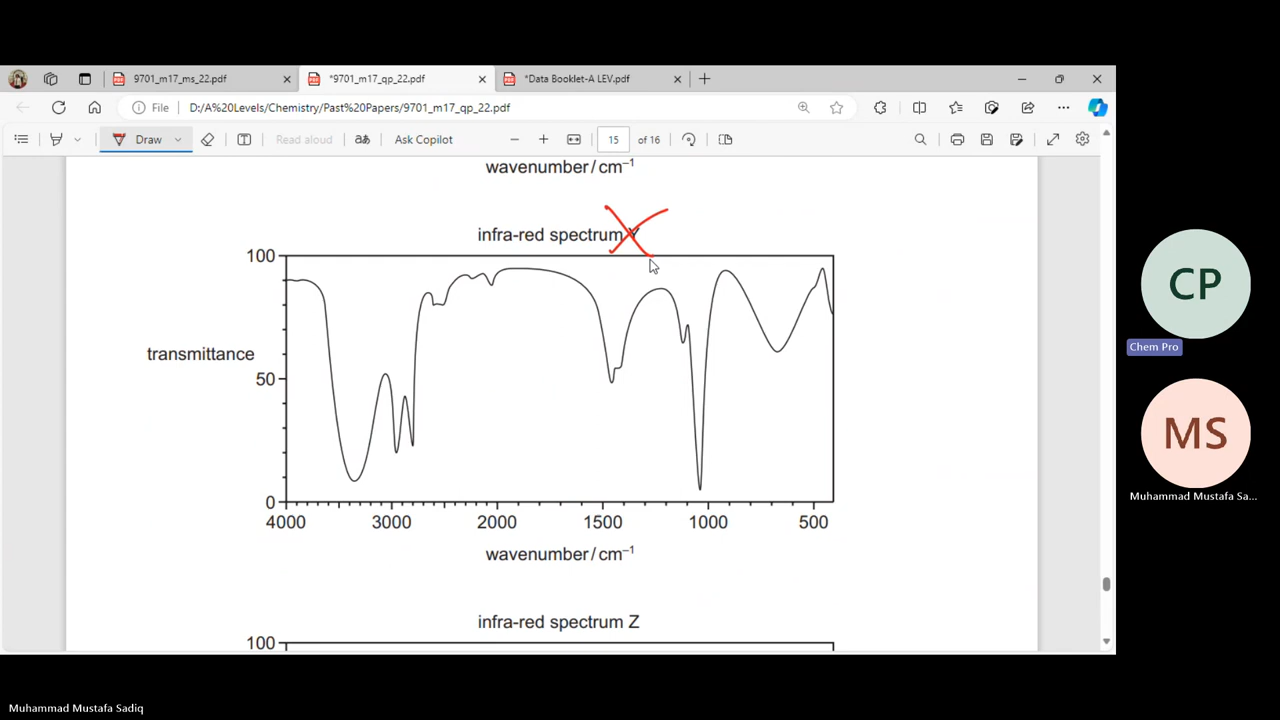 9701_m17_ms_22.pdf
*9701_m17_qp_22.pdf
*Data Booklet-A LEV.pdf
File
D:/A%20Levels/Chemistry/Past%20Papers/9701_m17_qp_22.pdf
Draw
Read aloud
aあ
Ask Copilot
15
of 16
wavenumber/cm⁻¹
infra-red spectrum Y
100
transmittance
50
0
4000
3000
2000
1500
1000
500
wavenumber/cm⁻¹
infra-red spectrum Z
100
CP
Chem Pro
MS
Muhammad Mustafa Sa...
Muhammad Mustafa Sadiq